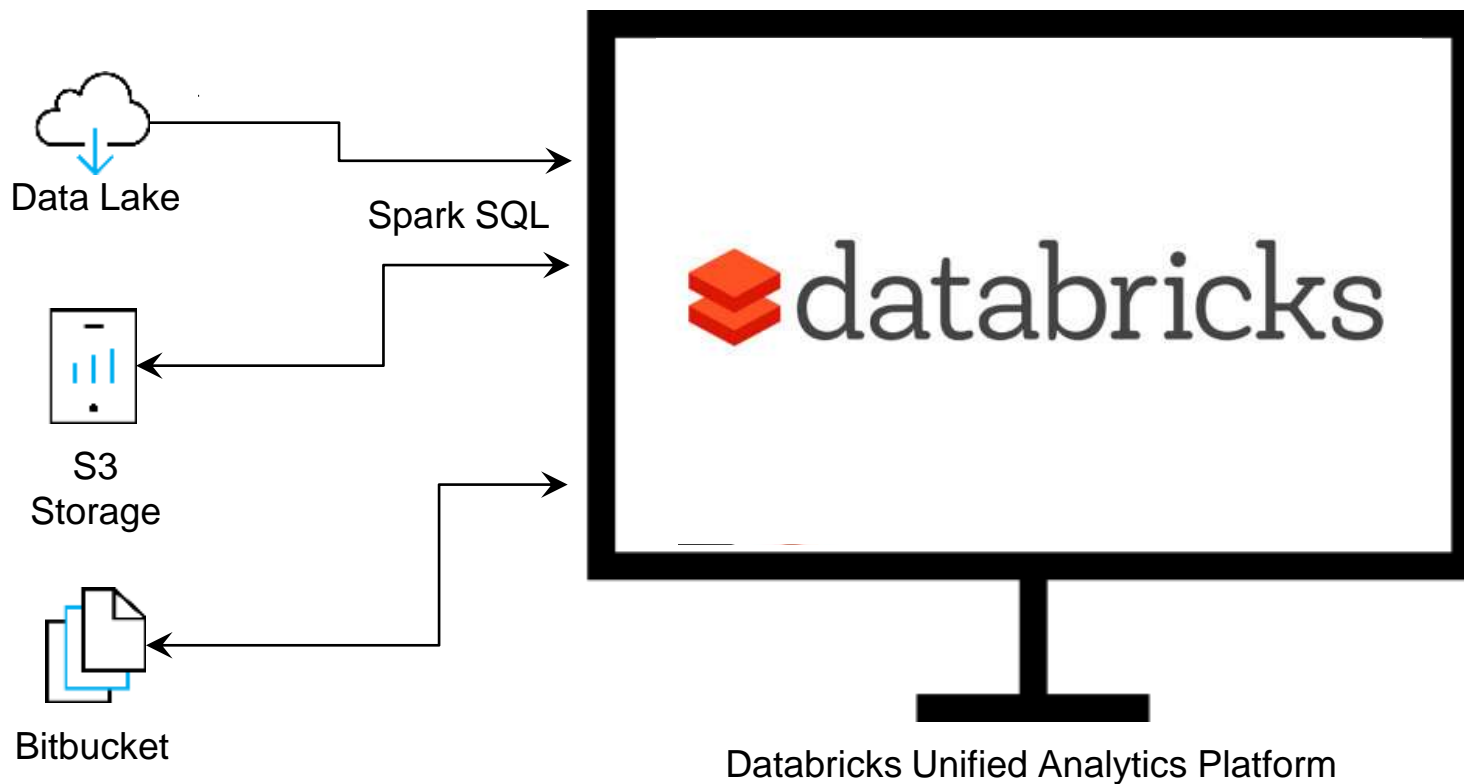 Data Lake
Spark SQL
databricks
S3
Storage
Bitbucket
Databricks Unified Analytics Platform